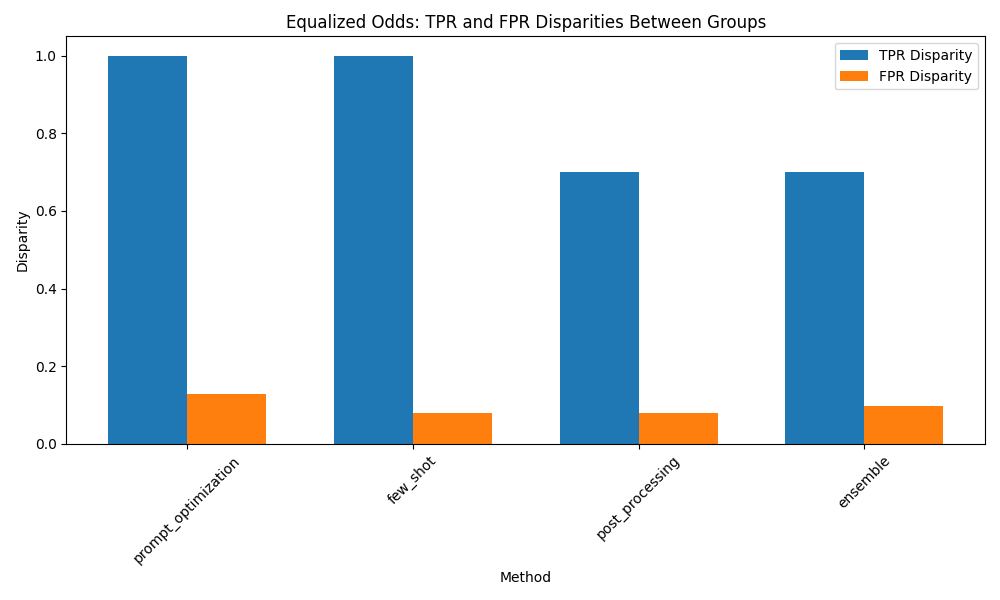 Equalized Odds: TPR and FPR Disparities Between Groups
TPR Disparity
FPR Disparity
Disparity
1.0
0.8
0.6
0.4
0.2
0.0
prompt_optimization
few_shot
post_processing
ensemble
Method